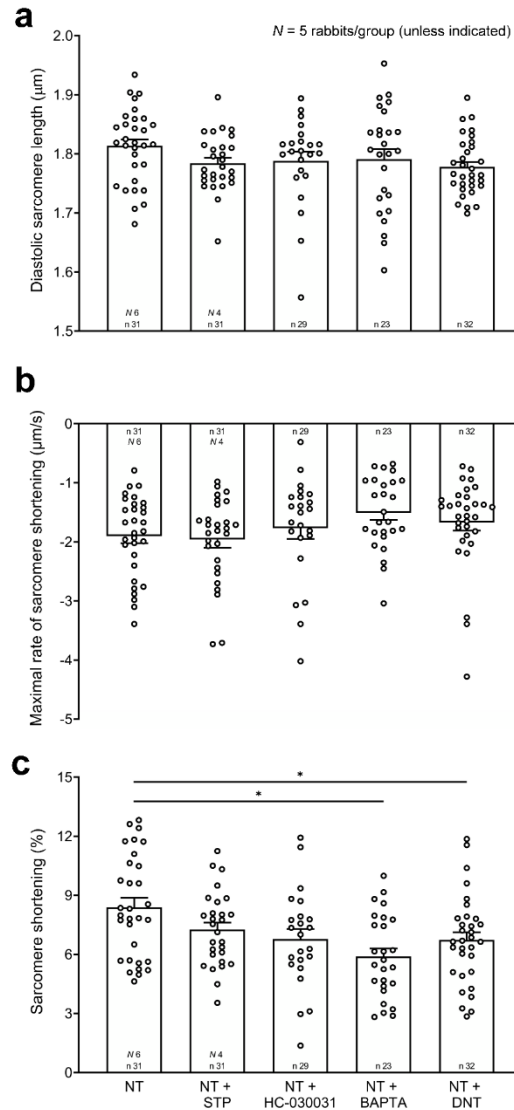 a
N = 5 rabbits/group (unless indicated)
Diastolic sarcomere length (µm)
2.0
1.9
1.8
1.7
1.6
1.5
N 6
n 31
N 4
n 31
n 29
n 23
n 32
b
Maximal rate of sarcomere shortening (µm/s)
0
-1
-2
-3
-4
-5
n 31
N 6
n 31
N 4
n 29
n 23
n 32
c
Sarcomere shortening (%)
15
12
9
6
3
0
*
*
N 6
n 31
N 4
n 31
n 29
n 23
n 32
NT
NT +
STP
NT +
HC-030031
NT +
BAPTA
NT +
DNT